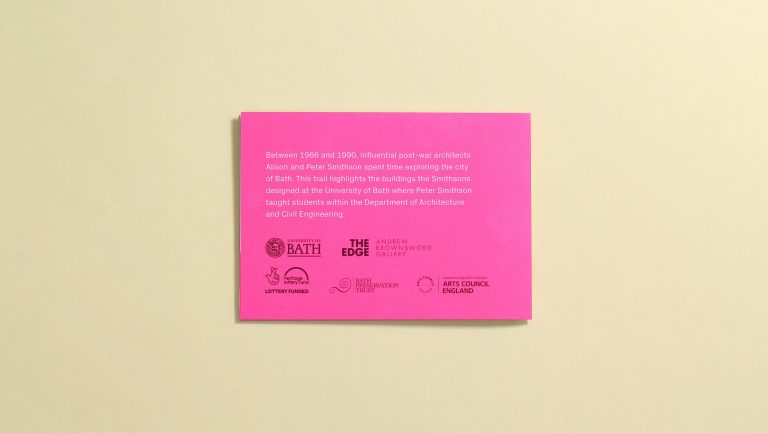 Between 1966 and 1990, influential post-war architects
Alison and Peter Smithson spent time exploring the city
of Bath. This trail highlights the buildings the Smithsons
designed at the University of Bath where Peter Smithson
taught students within the Department of Architecture
and Civil Engineering.
UNIVERSITY OF
BATH
THE
EDGE
ANDREW
BROWNSWORD
GALLERY
heritage
lottery fund
LOTTERY FUNDED
BATH
PRESERVATION
TRUST
ARTS COUNCIL
ENGLAND